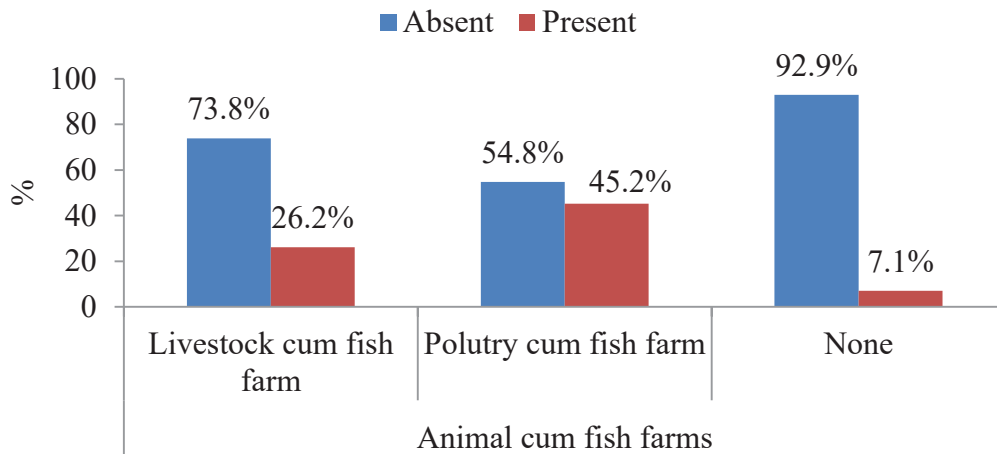 Absent Present
100
80
60
40
20
0
%
73.8%
26.2%
54.8%
45.2%
92.9%
7.1%
Livestock cum fish
farm
Polutry cum fish farm
None
Animal cum fish farms